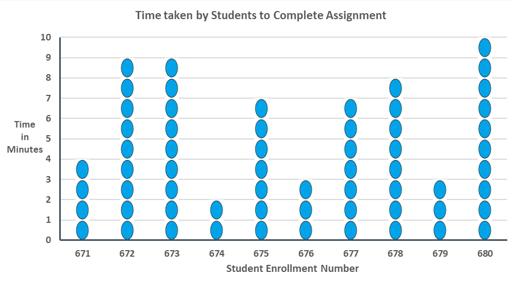 Time taken by Students to Complete Assignment
10
9
8
7
6
5
4
3
2
1
0
Time
in
Minutes
671 672 673 674 675 676 677 678 679 680
Student Enrollment Number